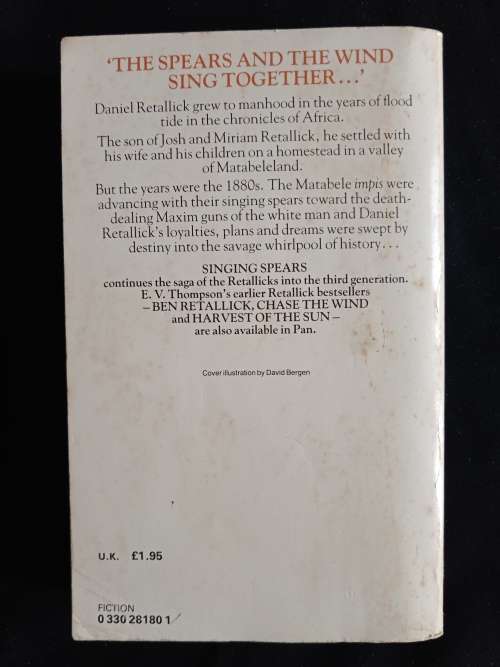 ‘THE SPEARS AND THE WIND
SING TOGETHER...’
Daniel Retallick grew to manhood in the years of flood
tide in the chronicles of Africa.
The son of Josh and Miriam Retallick, he settled with
his wife and his children on a homestead in a valley
of Matabeleland.
But the years were the 1880s. The Matabele impis were
advancing with their singing spears toward the death-
dealing Maxim guns of the white man and Daniel
Retallick’s loyalties, plans and dreams were swept by
destiny into the savage whirlpool of history...
SINGING SPEARS
continues the saga of the Retallicks into the third generation.
E. V. Thompson’s earlier Retallick bestsellers
– BEN RETALLICK, CHASE THE WIND
and HARVEST OF THE SUN –
are also available in Pan.
Cover illustration by David Bergen
U.K. £1.95
FICTION
0 330 28180 1